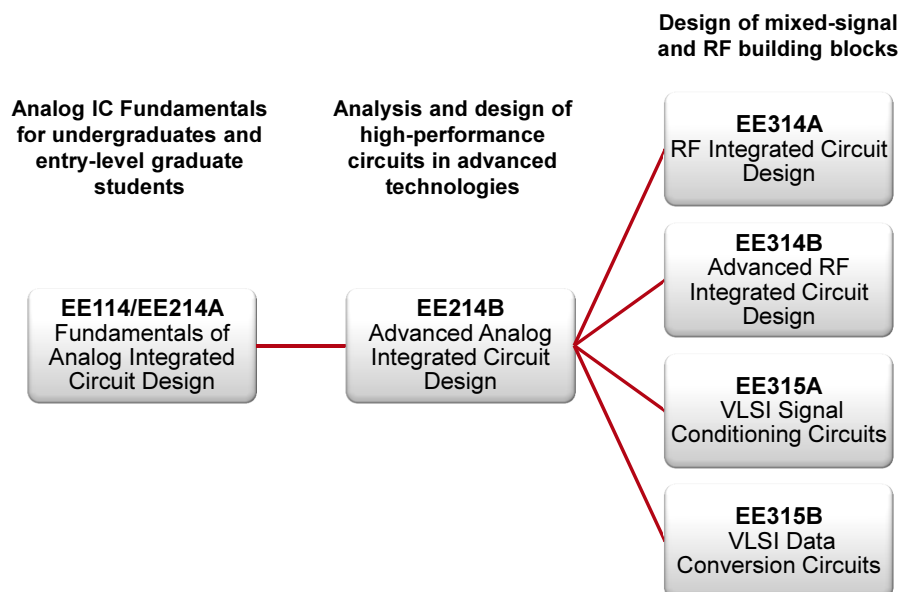 Analog IC Fundamentals
for undergraduates and
entry-level graduate
students
EE114/EE214A
Fundamentals of
Analog Integrated
Circuit Design
Analysis and design of
high-performance
circuits in advanced
technologies
EE214B
Advanced Analog
Integrated Circuit
Design
Design of mixed-signal
and RF building blocks
EE314A
RF Integrated Circuit
Design
EE314B
Advanced RF
Integrated Circuit
Design
EE315A
VLSI Signal
Conditioning Circuits
EE315B
VLSI Data
Conversion Circuits